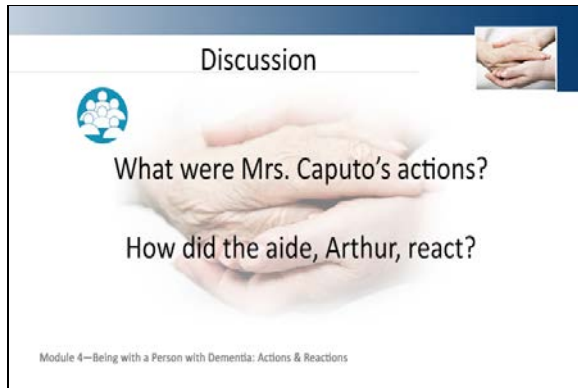 Discussion
What were Mrs. Caputo's actions?
How did the aide, Arthur, react?
Module 4—Being with a Person with Dementia: Actions & Reactions